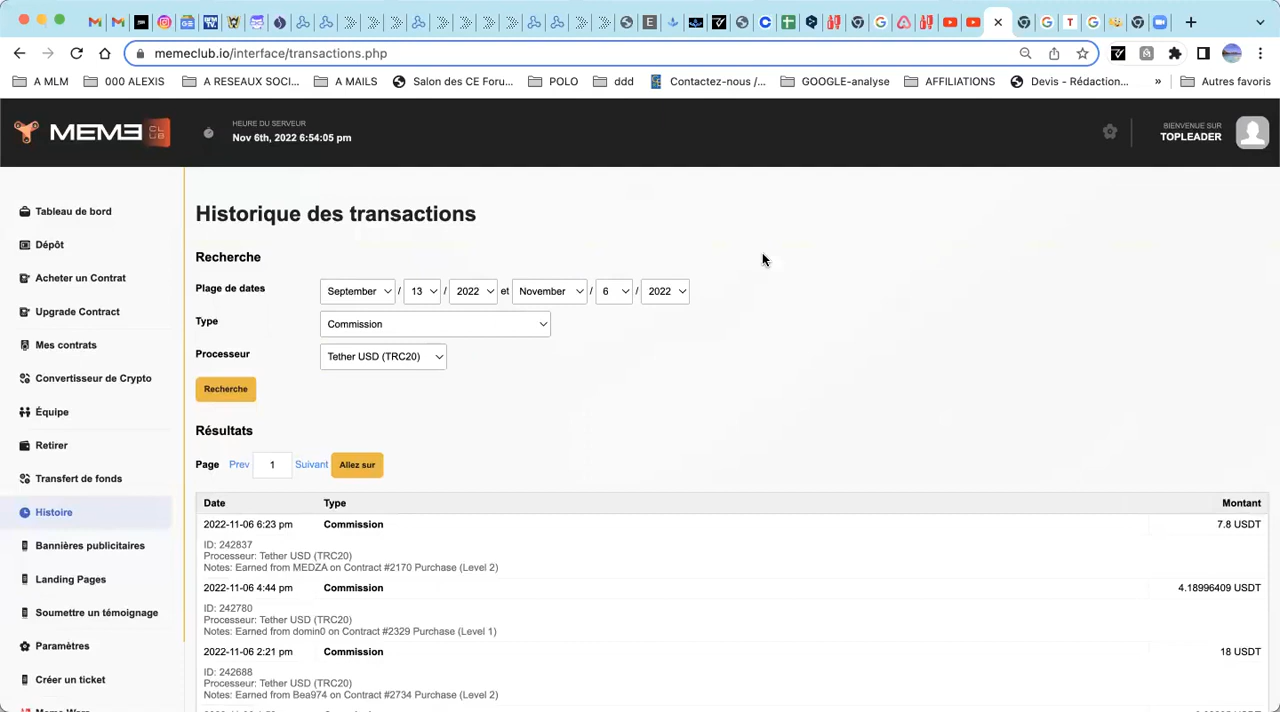 memeclub.io/interface/transactions.php
A MLM
000 ALEXIS
A RESEAUX SOCI...
A MAILS
Salon des CE Foru...
POLO
ddd
Contactez-nous /...
GOOGLE-analyse
AFFILIATIONS
Devis - Rédaction...
»
Autres favoris
MEME CLUB
HEURE DU SERVEUR
Nov 6th, 2022 6:54:05 pm
BIENVENUE SUR
TOPLEADER
Tableau de bord
Dépôt
Acheter un Contrat
Upgrade Contract
Mes contrats
Convertisseur de Crypto
Équipe
Retirer
Transfert de fonds
Histoire
Bannières publicitaires
Landing Pages
Soumettre un témoignage
Paramètres
Créer un ticket
Historique des transactions
Recherche
Plage de dates September / 13 / 2022 et November / 6 / 2022
Type Commission
Processeur Tether USD (TRC20)
Recherche
Résultats
Page Prev 1 Suivant Allez sur
Date Type Montant
2022-11-06 6:23 pm Commission 7.8 USDT
ID: 242837
Processeur: Tether USD (TRC20)
Notes: Earned from MEDZA on Contract #2170 Purchase (Level 2)
2022-11-06 4:44 pm Commission 4.18996409 USDT
ID: 242780
Processeur: Tether USD (TRC20)
Notes: Earned from domin0 on Contract #2329 Purchase (Level 1)
2022-11-06 2:21 pm Commission 18 USDT
ID: 242688
Processeur: Tether USD (TRC20)
Notes: Earned from Bea974 on Contract #2734 Purchase (Level 2)